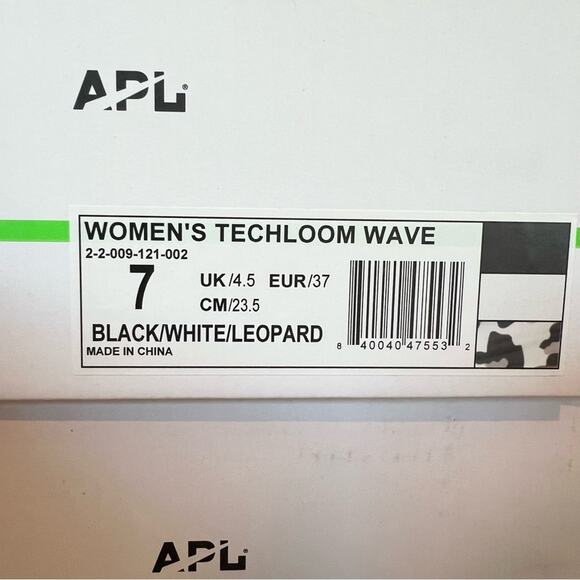 APL®
WOMEN'S TECHLOOM WAVE
2-2-009-121-002
7
UK/4.5 EUR/37
CM/23.5
BLACK/WHITE/LEOPARD
MADE IN CHINA
8 40040 47553 2
APL®